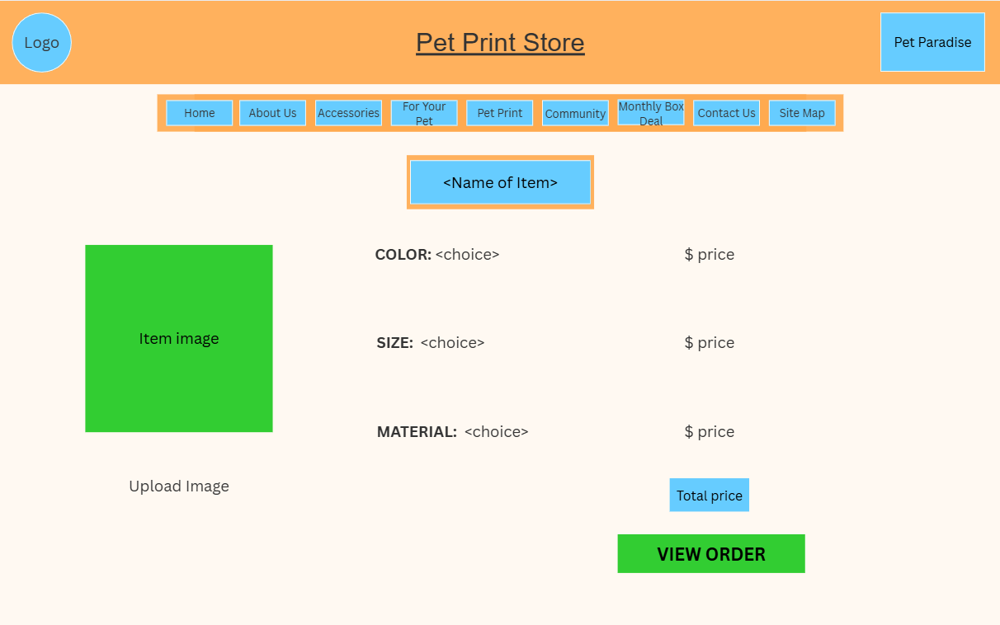 Logo
Pet Print Store
Pet Paradise
Home
About Us
Accessories
For Your
Pet
Pet Print
Community
Monthly Box
Deal
Contact Us
Site Map
<Name of Item>
Item image
COLOR: <choice>
$ price
SIZE: <choice>
$ price
MATERIAL: <choice>
$ price
Upload Image
Total price
VIEW ORDER